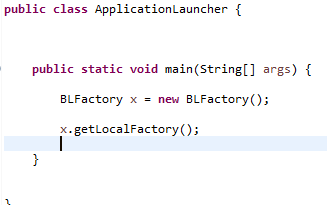 public class ApplicationLauncher {
public static void main(String[] args) {
BLFactory x = new BLFactory();
x.getLocalFactory();
}
}